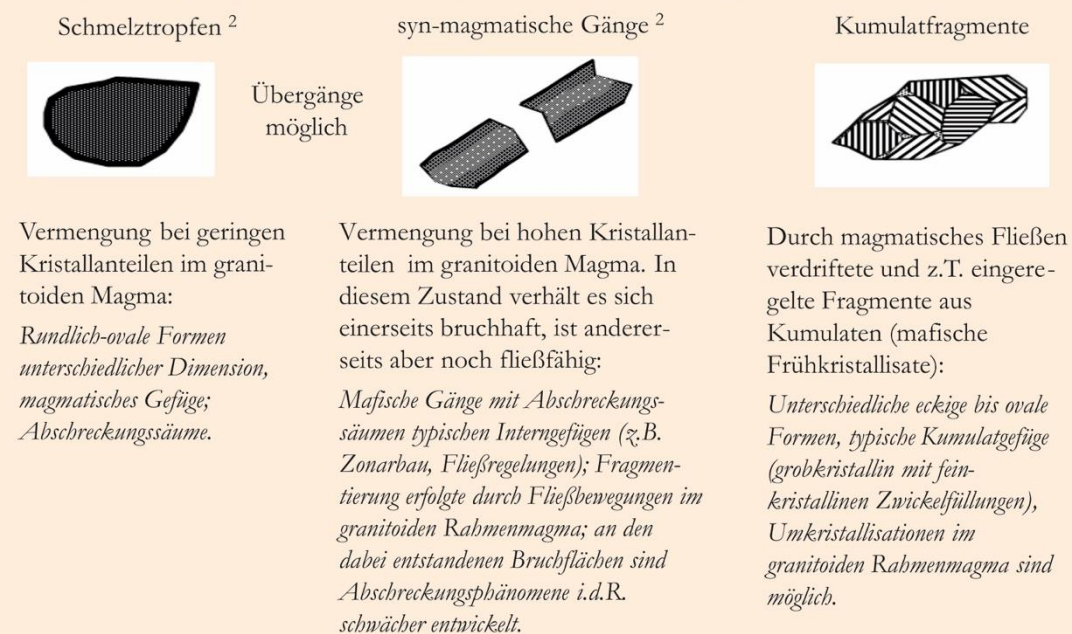 Schmelztropfen ²
Übergänge
möglich
Vermengung bei geringen
Kristallanteilen im grani-
toiden Magma:
Rundlich-ovale Formen
unterschiedlicher Dimension,
magmatisches Gefüge;
Abschreckungssäume.
syn-magmatische Gänge ²
Vermengung bei hohen Kristallan-
teilen im granitoiden Magma. In
diesem Zustand verhält es sich
einerseits bruchhaft, ist anderer-
seits aber noch fließfähig:
Mafische Gänge mit Abschreckungs-
säumen typischen Interngefügen (z.B.
Zonarbau, Fließregelungen); Fragmen-
tierung erfolgte durch Fließbewegungen im
granitoiden Rahmenmagma; an den
dabei entstandenen Bruchflächen sind
Abschreckungsphänomene i.d.R.
schwächer entwickelt.
Kumulatfragmente
Durch magmatisches Fließen
verdriftete und z.T. eingere-
gelte Fragmente aus
Kumulaten (mafische
Frühkristallisate):
Unterschiedliche eckige bis ovale
Formen, typische Kumulatgefüge
(grobkristallin mit fein-
kristallinen Zwickelfüllungen),
Umkristallisationen im
granitoiden Rahmenmagma sind
möglich.